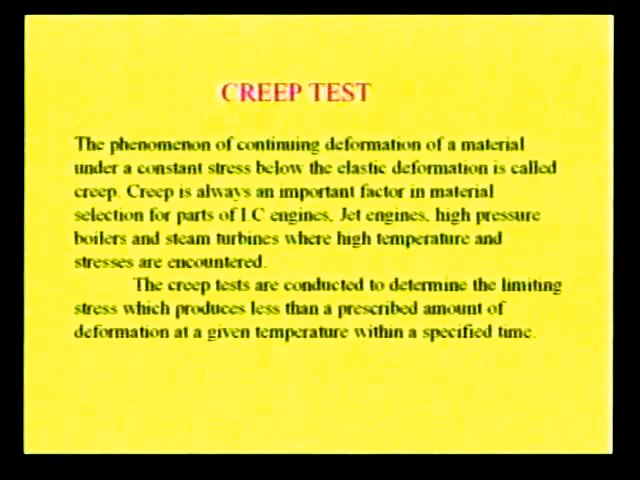 CREEP TEST
The phenomenon of continuing deformation of a material
under a constant stress below the elastic deformation is called
creep. Creep is always an important factor in material
selection for parts of I.C engines, Jet engines, high pressure
boilers and steam turbines where high temperature and
stresses are encountered.
The creep tests are conducted to determine the limiting
stress which produces less than a prescribed amount of
deformation at a given temperature within a specified time.